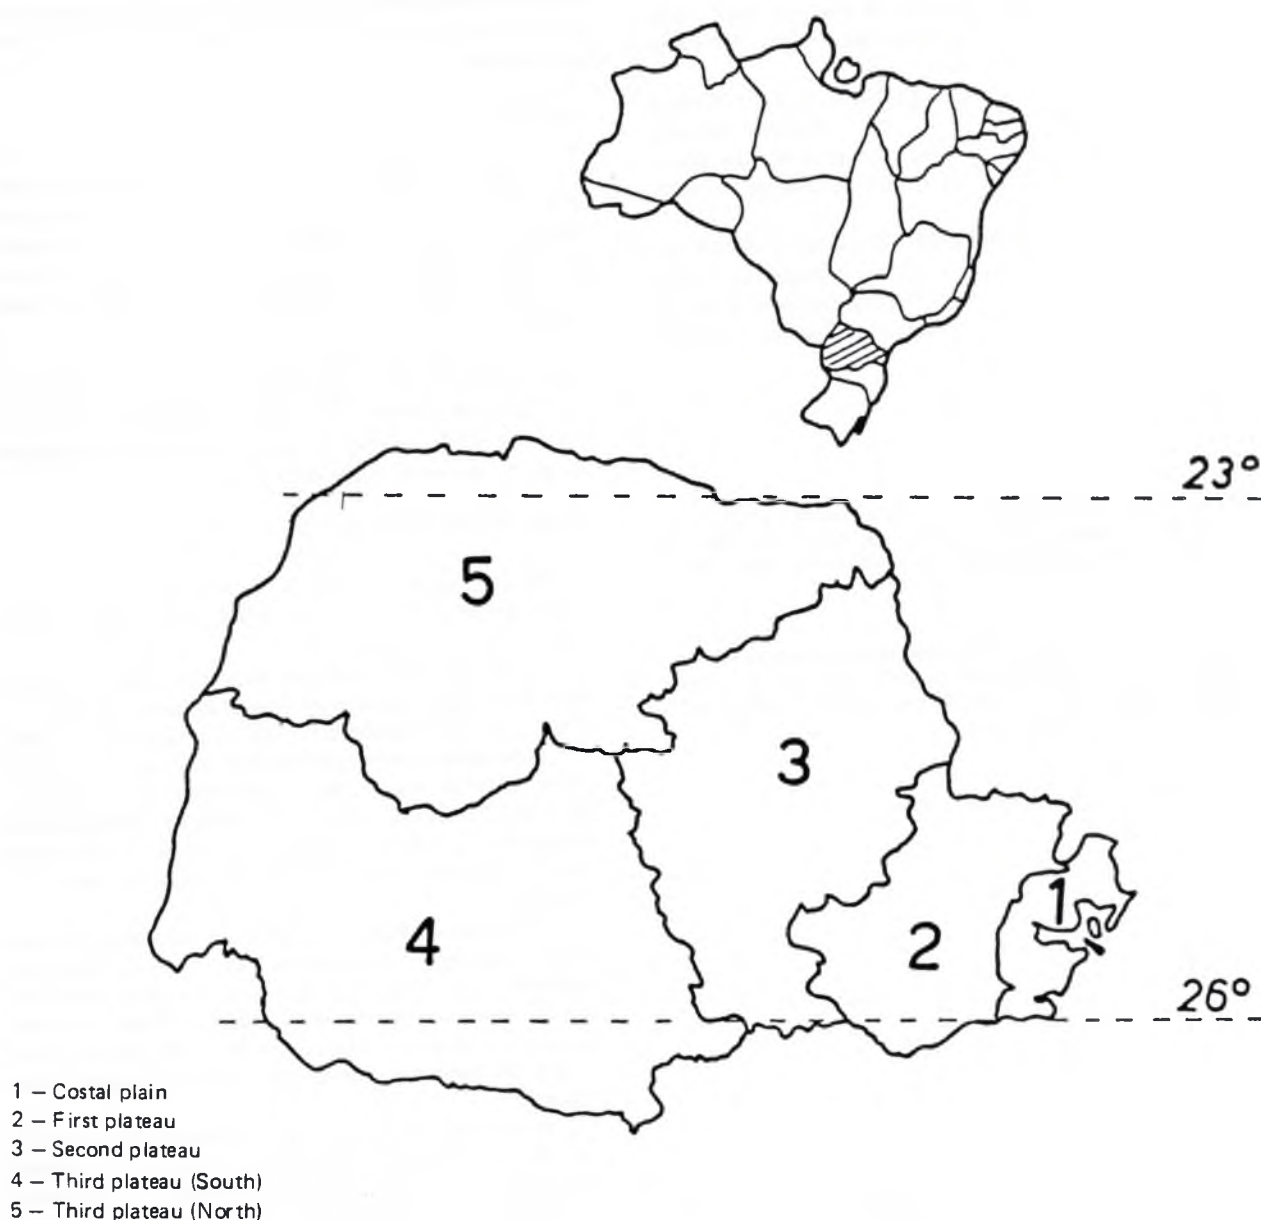 23°
5
3
4
2
1
26°
1 — Costal plain
2 — First plateau
3 — Second plateau
4 — Third plateau (South)
5 — Third plateau (North)